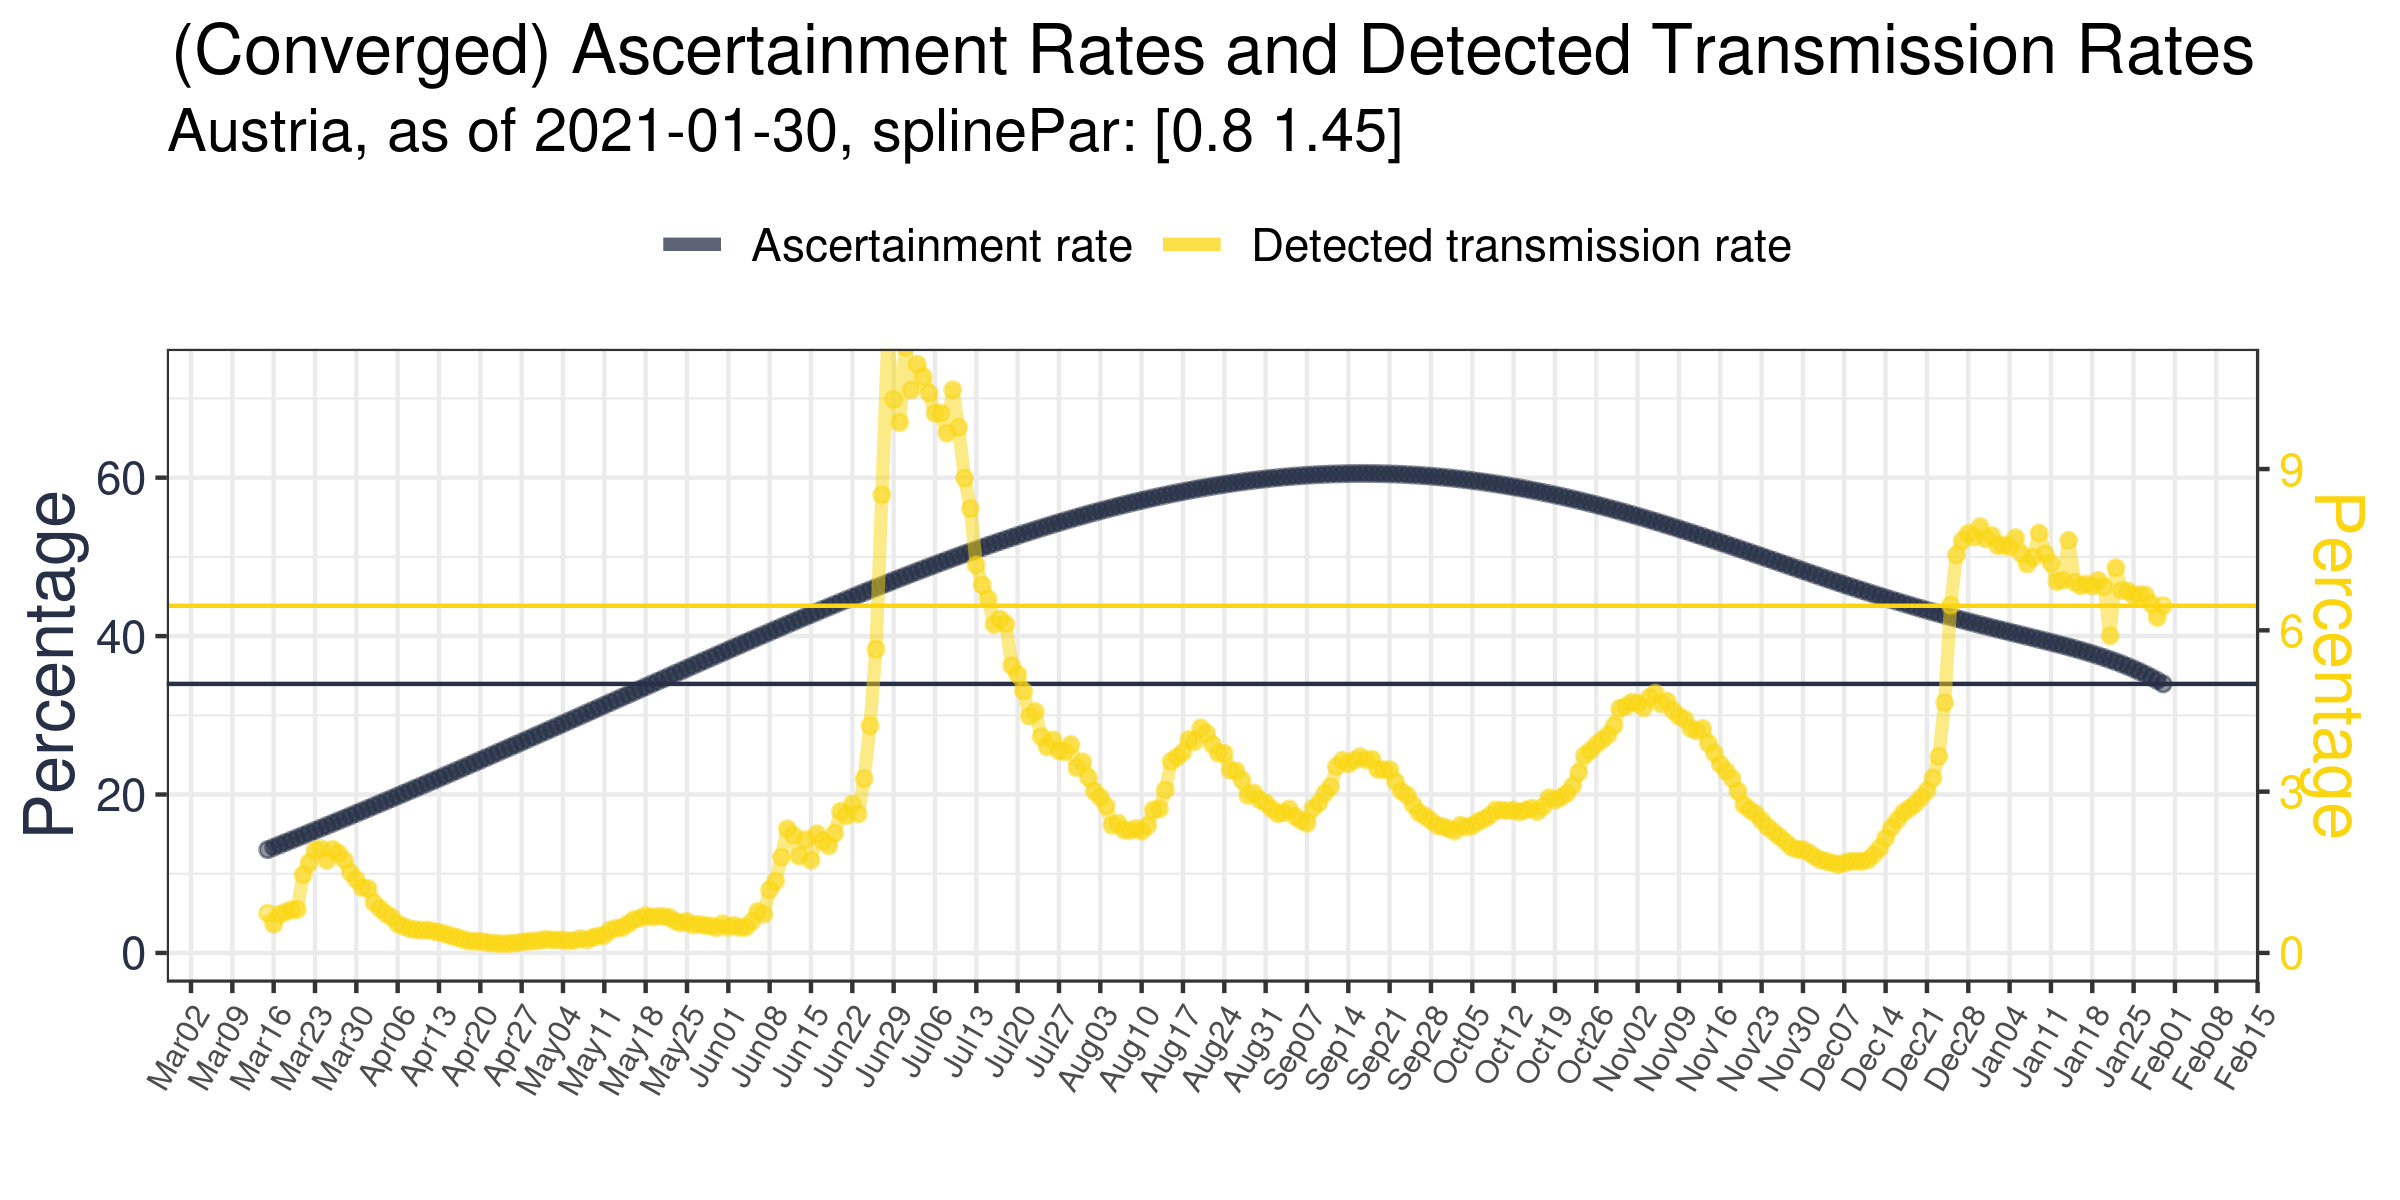 (Converged) Ascertainment Rates and Detected Transmission Rates
Austria, as of 2021-01-30, splinePar: [0.8 1.45]
Ascertainment rate Detected transmission rate
Percentage
60
40
20
0
9
6
3
0
Percentage
Mar02 Mar09 Mar16 Mar23 Mar30 Apr06 Apr13 Apr20 Apr27 May04 May11 May18 May25 Jun01 Jun08 Jun15 Jun22 Jun29 Jul06 Jul13 Jul20 Jul27 Aug03 Aug10 Aug17 Aug24 Aug31 Sep07 Sep14 Sep21 Sep28 Oct05 Oct12 Oct19 Oct26 Nov02 Nov09 Nov16 Nov23 Nov30 Dec07 Dec14 Dec21 Dec28 Jan04 Jan11 Jan18 Jan25 Feb01 Feb08 Feb15